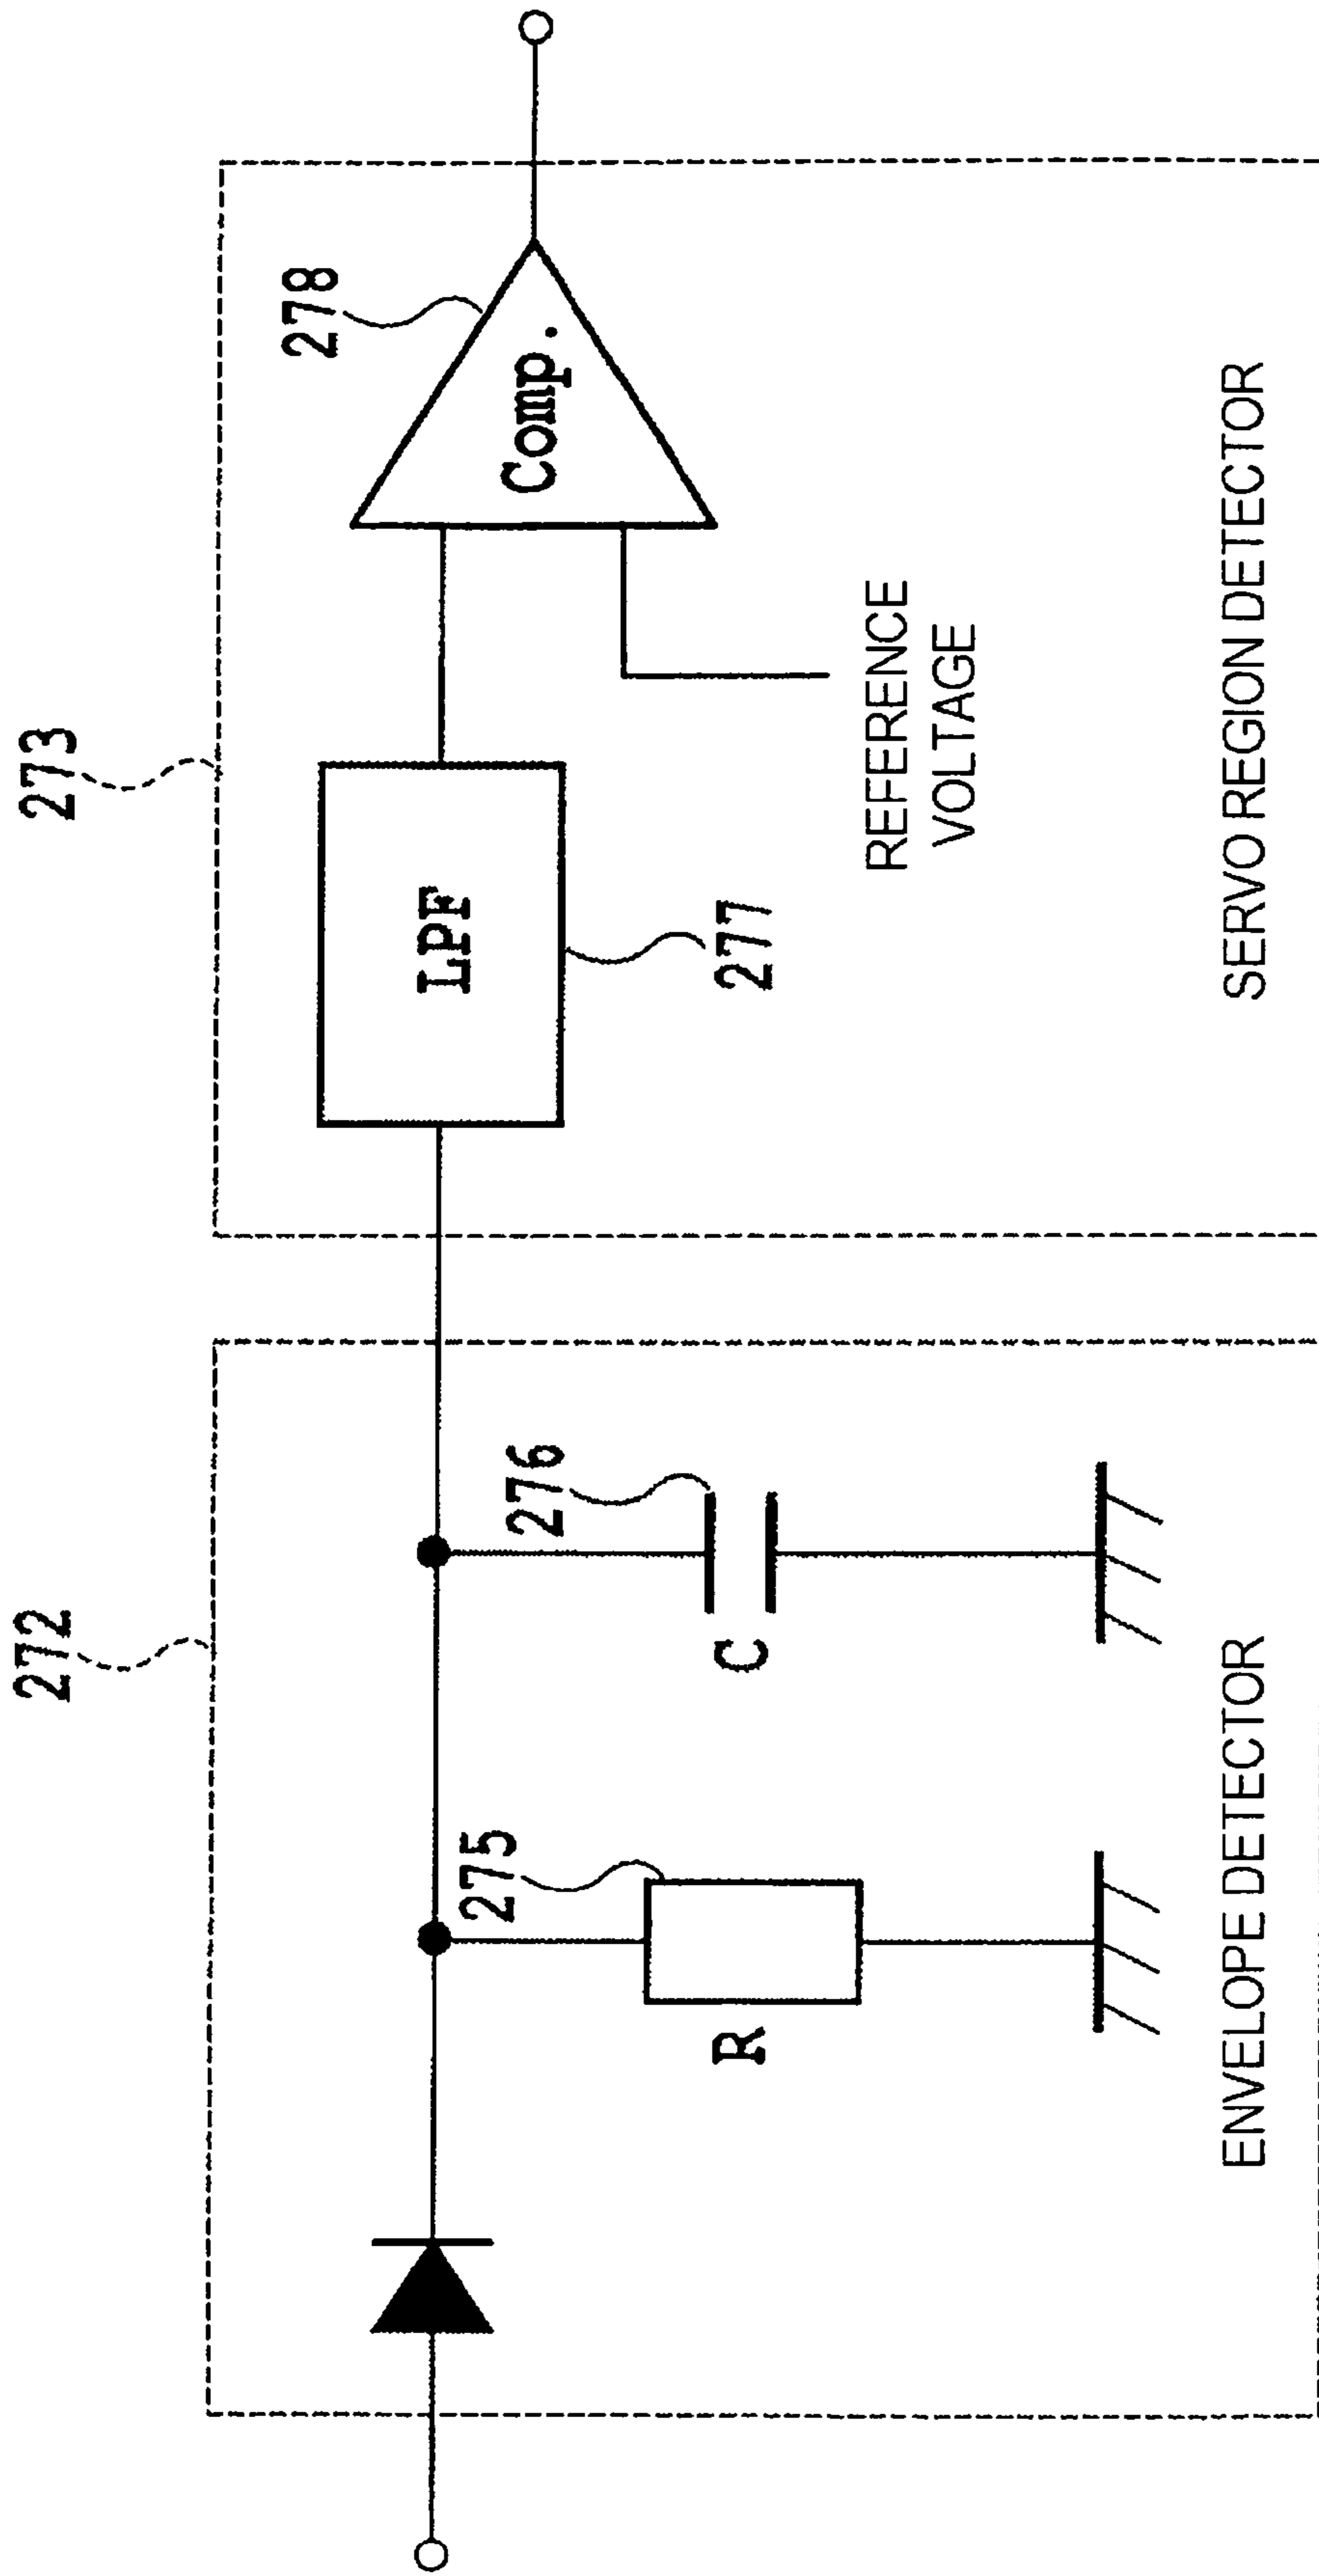 272
273
275
276
278
R
C
LPF
Comp.
277
REFERENCE
VOLTAGE
ENVELOPE DETECTOR
SERVO REGION DETECTOR